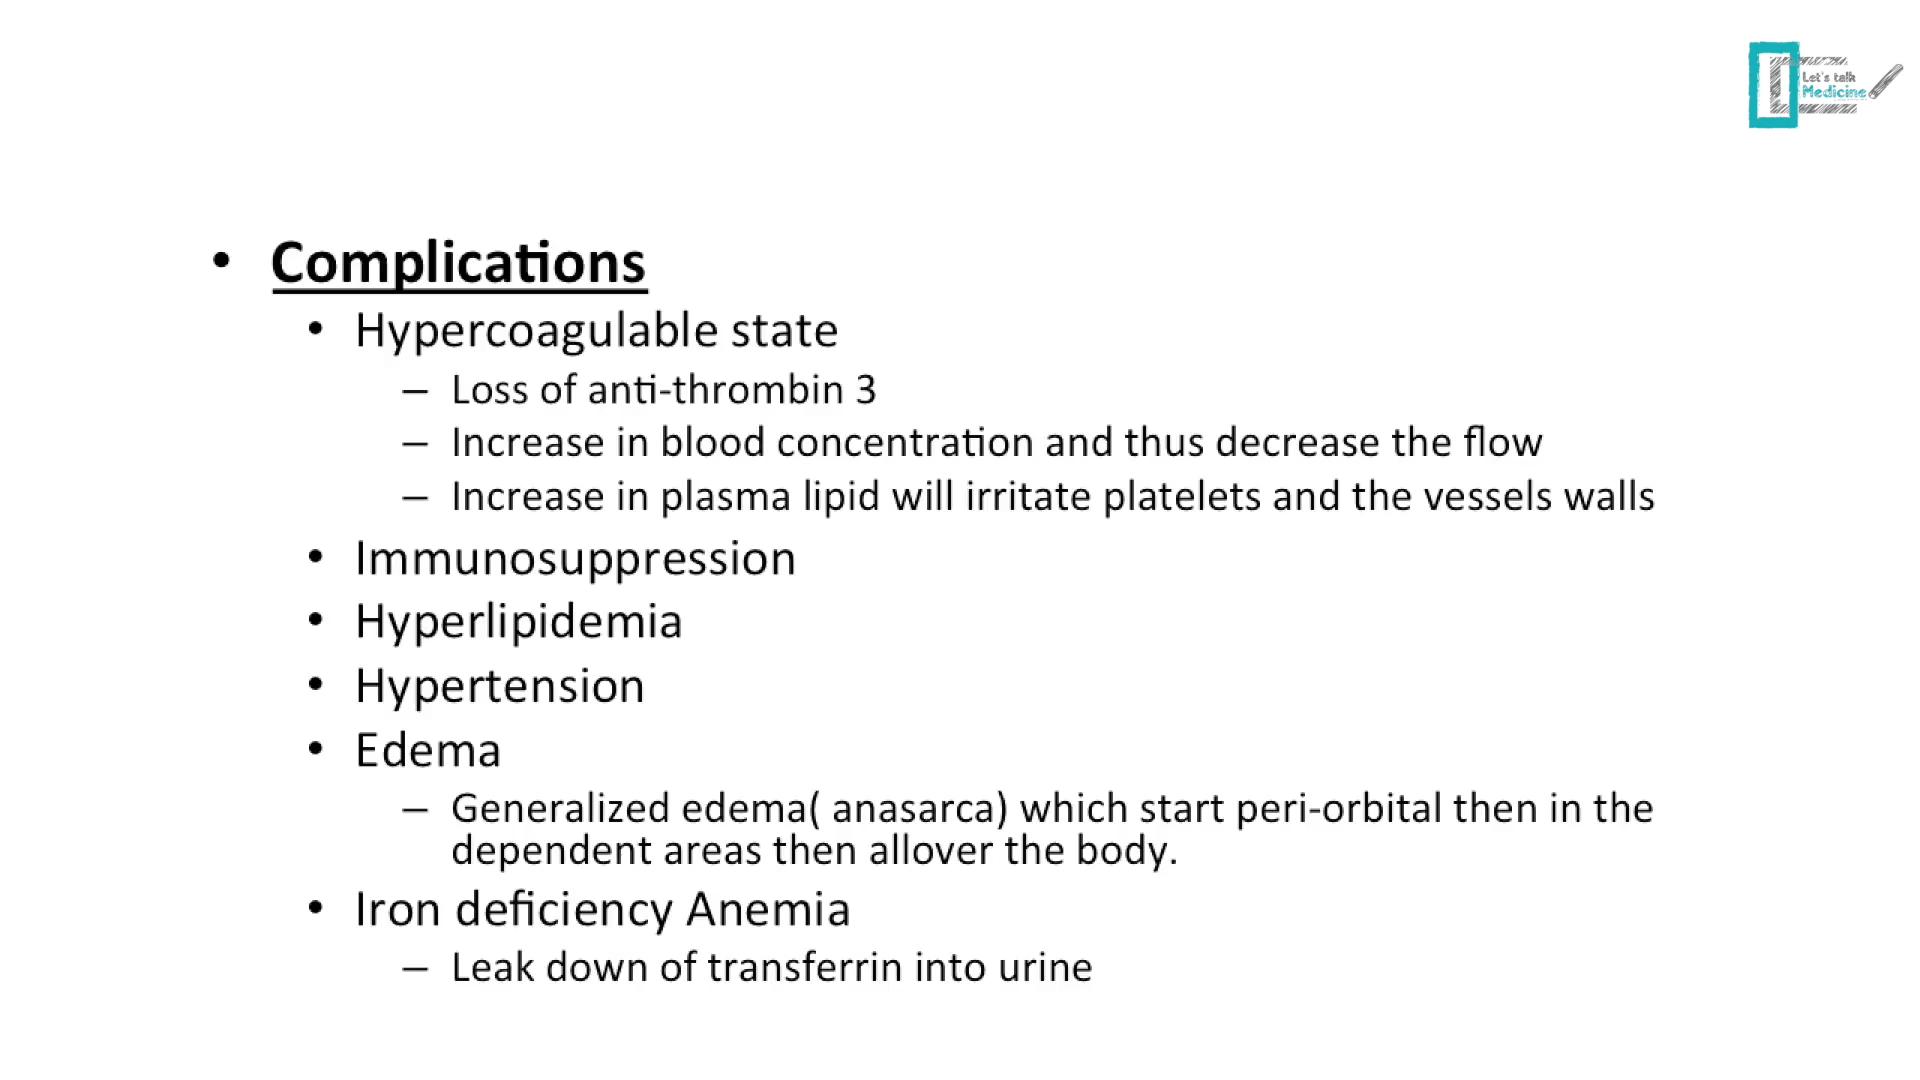 Let's talk
Medicine
• Complications
• Hypercoagulable state
– Loss of anti-thrombin 3
– Increase in blood concentration and thus decrease the flow
– Increase in plasma lipid will irritate platelets and the vessels walls
• Immunosuppression
• Hyperlipidemia
• Hypertension
• Edema
– Generalized edema( anasarca) which start peri-orbital then in the
dependent areas then allover the body.
• Iron deficiency Anemia
– Leak down of transferrin into urine